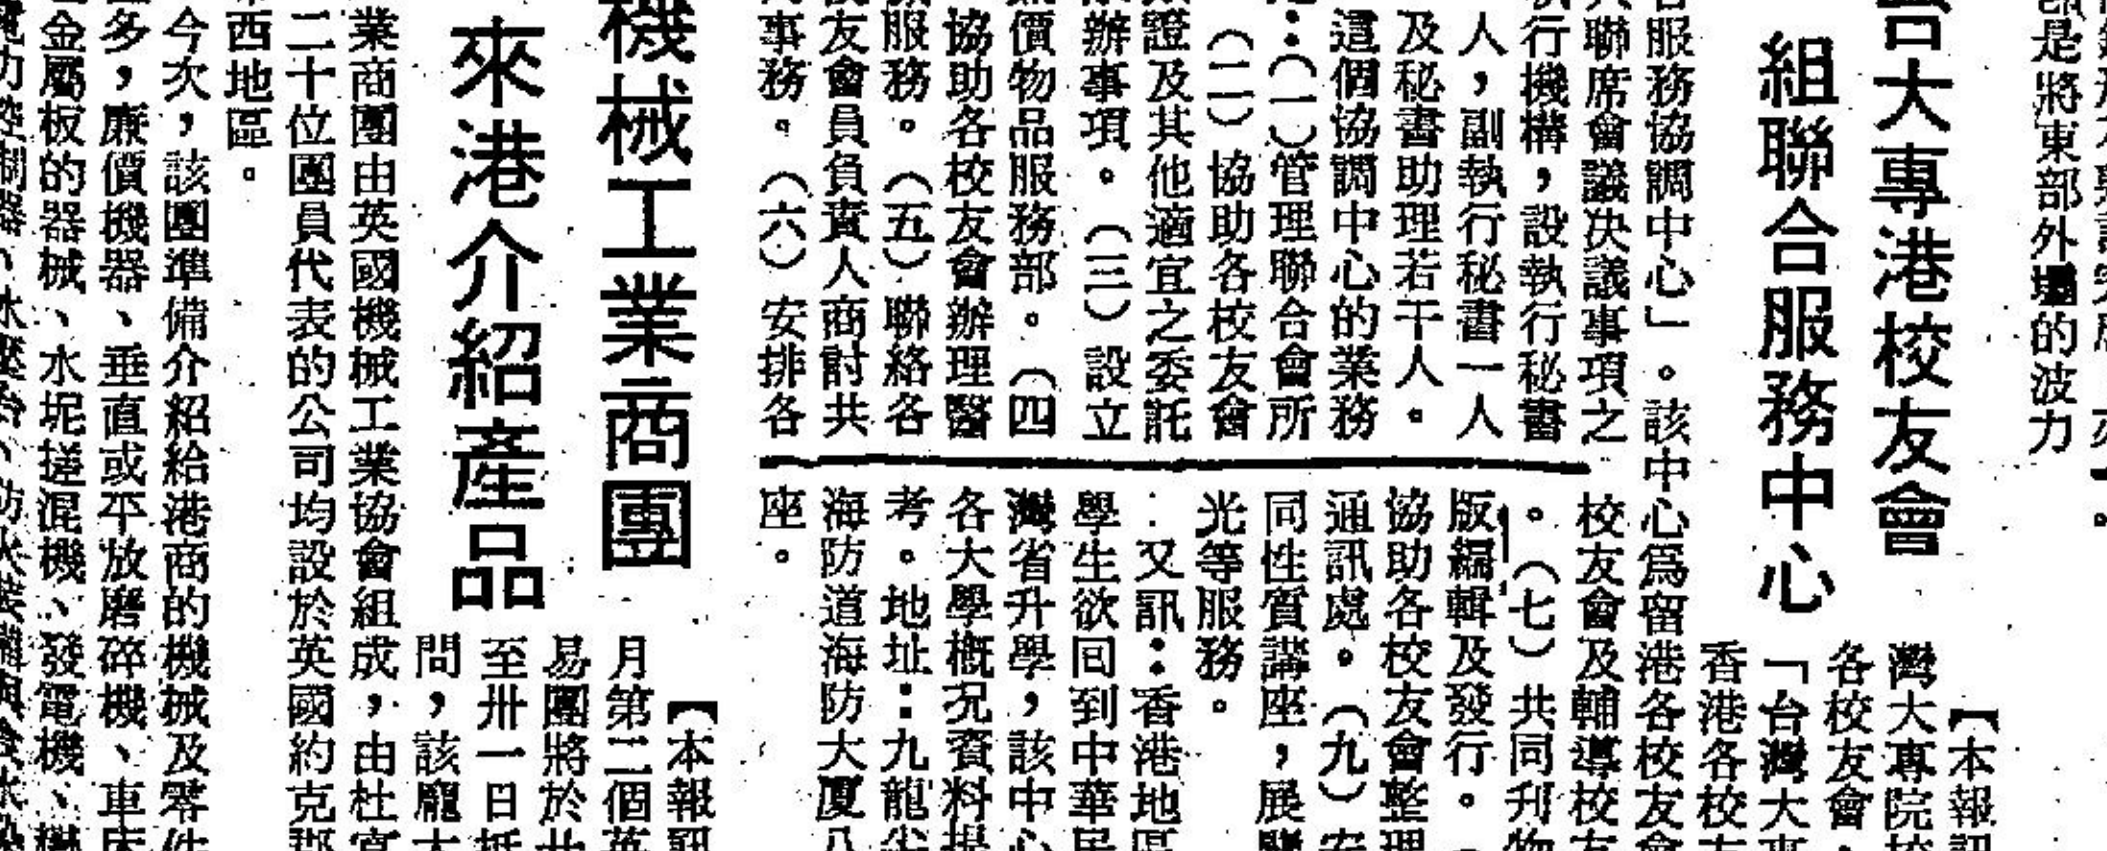 是將東部外壩的波力
台大專港校友會
組聯合服務中心
【本報訊
灣大專院校
各校友會，
「台灣大專
香港各校友
服務協調中心」。該中心爲留港各校友會
聯席會議決議事項之
執行機構，設執行秘書
人，副執行秘書一人
及秘書助理若干人。
這個協調中心的業務
：（一）管理聯合會所
（二）協助各校友會
證及其他適宜之委託
辦事項。（三）設立
價物品服務部。（四
協助各校友會辦理醫
服務。（五）聯絡各
友會員負責人商討共
事務。（六）安排各
校友會及輔導校友
。（七）共同刋物
版編輯及發行。
協助各校友會整理
通訊處。（九）安
同性質講座，展覽
光等服務。
又訊：香港地區
學生欲回到中華民
灣省升學，該中心
各大學概況資料提
考。地址：九龍尖
海防道海防大厦八
座。
機械工業商團
來港介紹產品
【本報訊
月第二個英
易團將於廿
至卅一日抵
問，該龐大
業商團由英國機械工業協會組成，由杜
二十位團員代表的公司均設於英國約克郡
西地區。
今次，該團準備介紹給港商的機械及零件
多，廉價機器、垂直或平放磨碎機、車床
金屬板的器械、水坭搓混機、發電機、